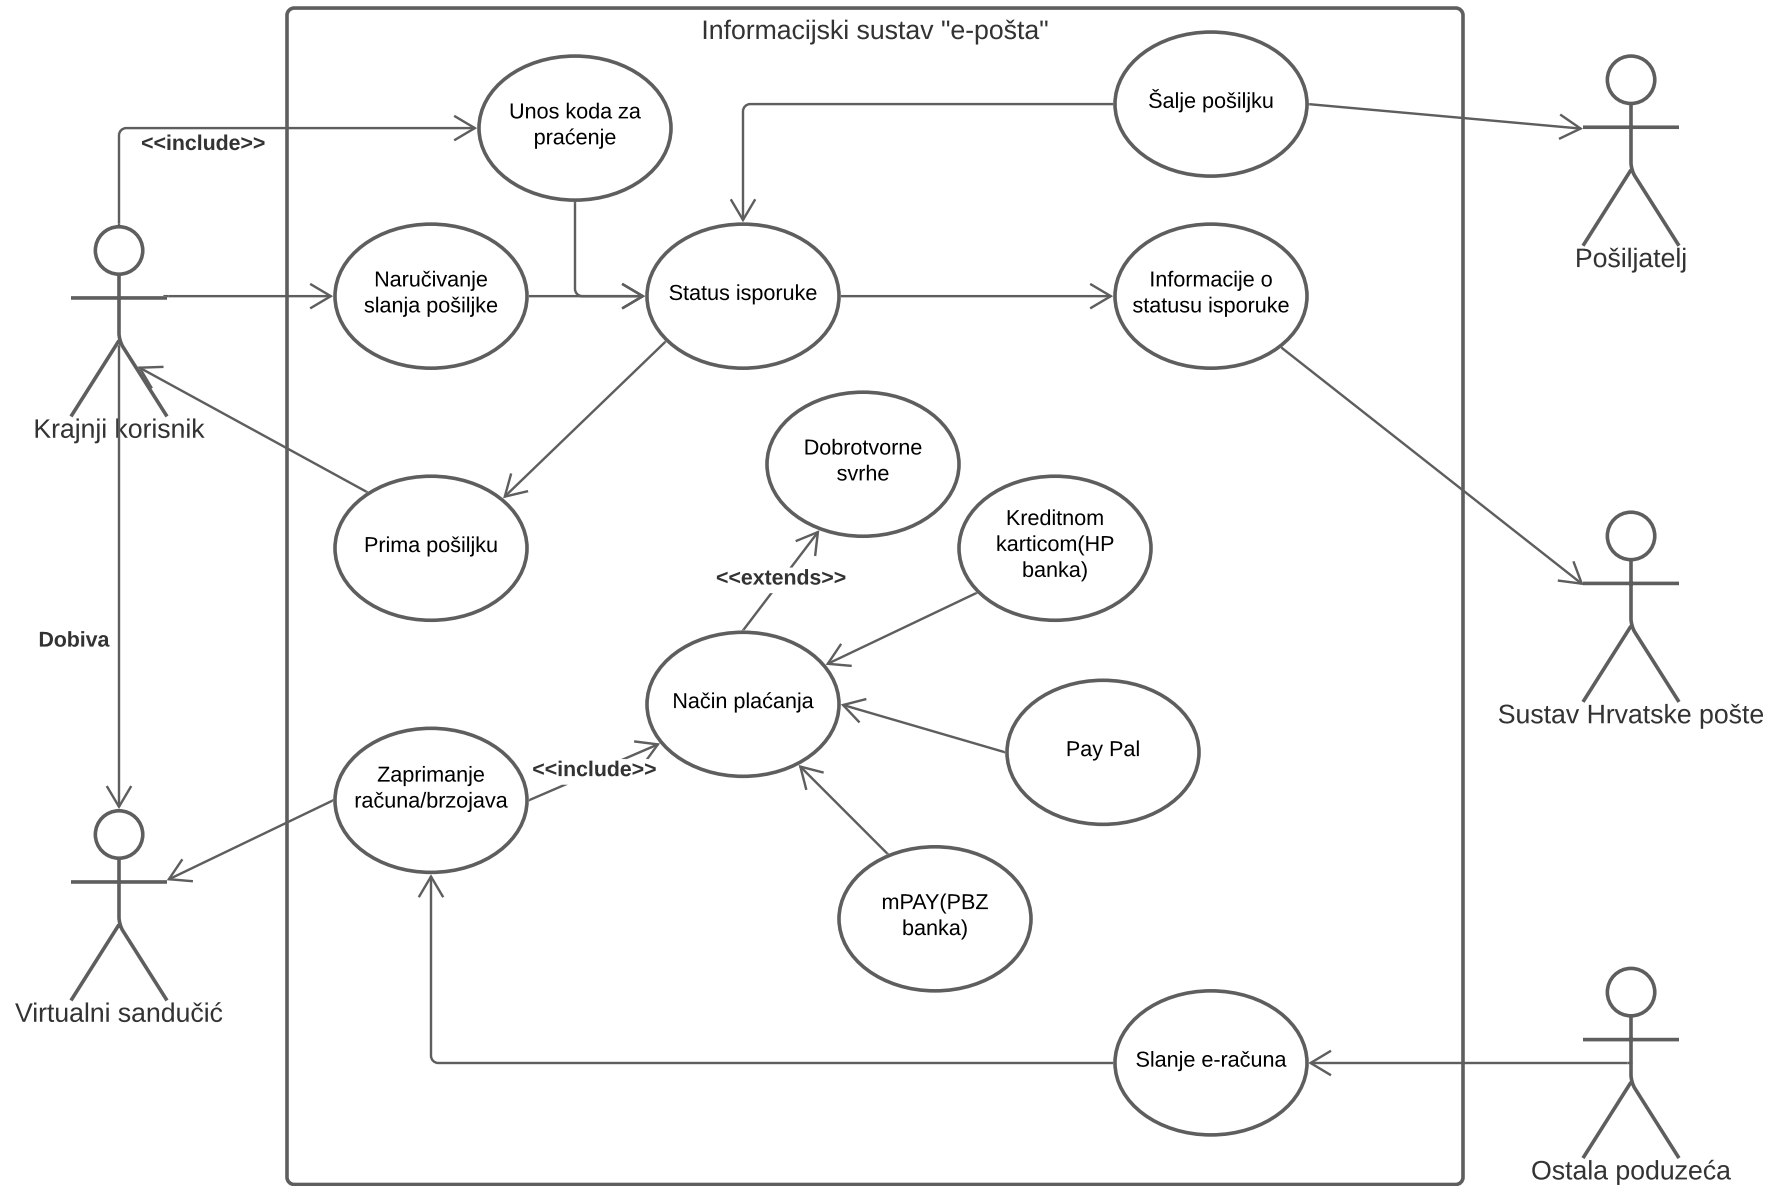 Informacijski sustav "e-pošta"
Unos koda za
praćenje
Šalje pošiljku
<<include>>
Naručivanje
slanja pošiljke
Status isporuke
Informacije o
statusu isporuke
Pošiljatelj
Krajnji korisnik
Dobrotvorne
svrhe
Prima pošiljku
Kreditnom
karticom(HP
banka)
<<extends>>
Dobiva
Način plaćanja
Sustav Hrvatske pošte
Pay Pal
<<include>>
Zaprimanje
računa/brzojava
mPAY(PBZ
banka)
Virtualni sandučić
Slanje e-računa
Ostala poduzeća